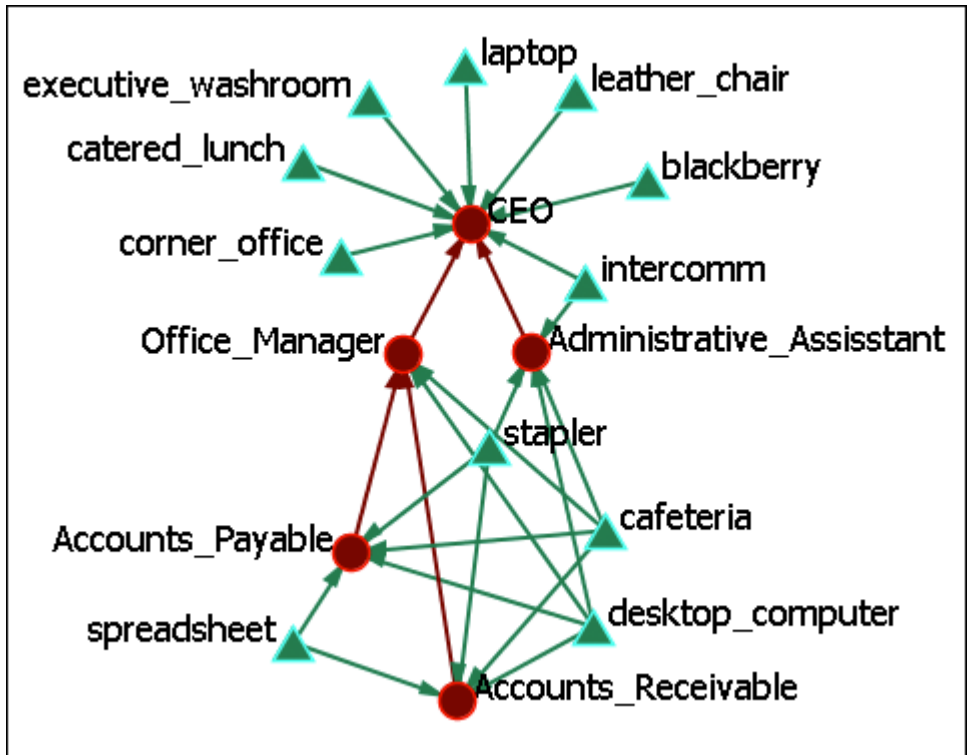 laptop
executive_washroom
leather_chair
catered_lunch
blackberry
CEO
corner_office
intercomm
Office_Manager
Administrative_Assisstant
stapler
cafeteria
Accounts_Payable
desktop_computer
spreadsheet
Accounts_Receivable